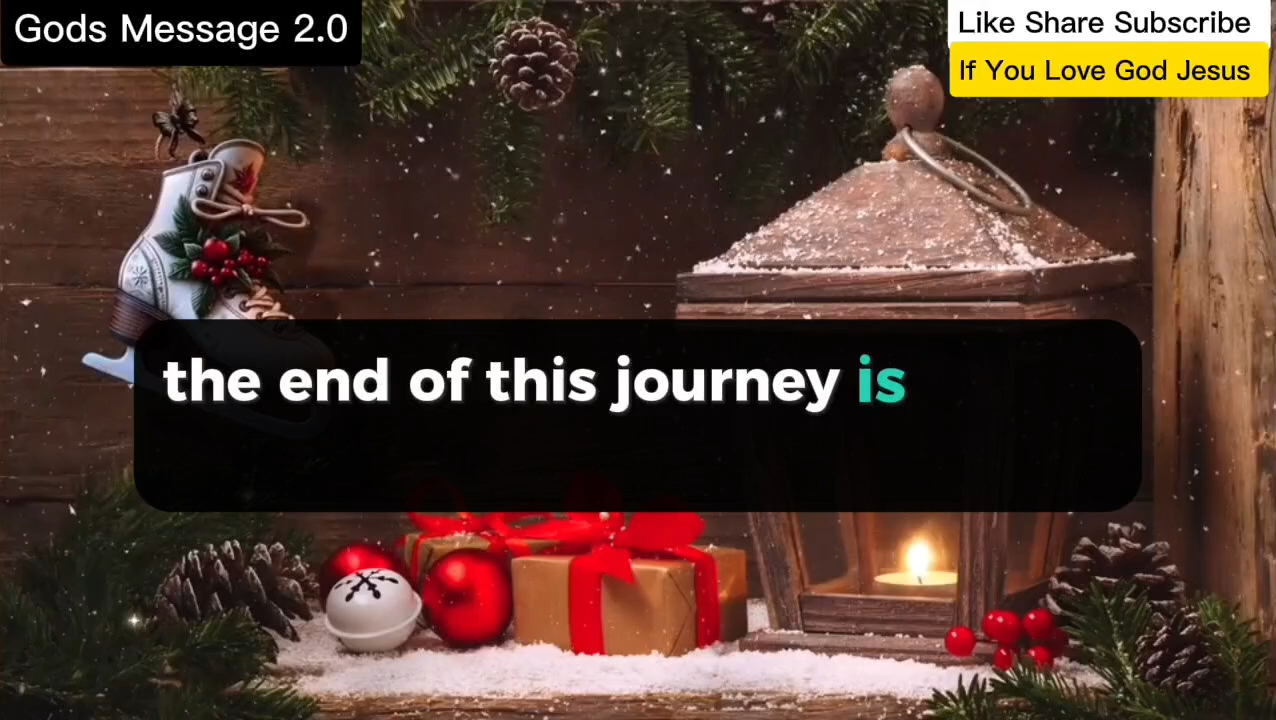 Gods Message 2.0
Like Share Subscribe
If You Love God Jesus
the end of this journey is